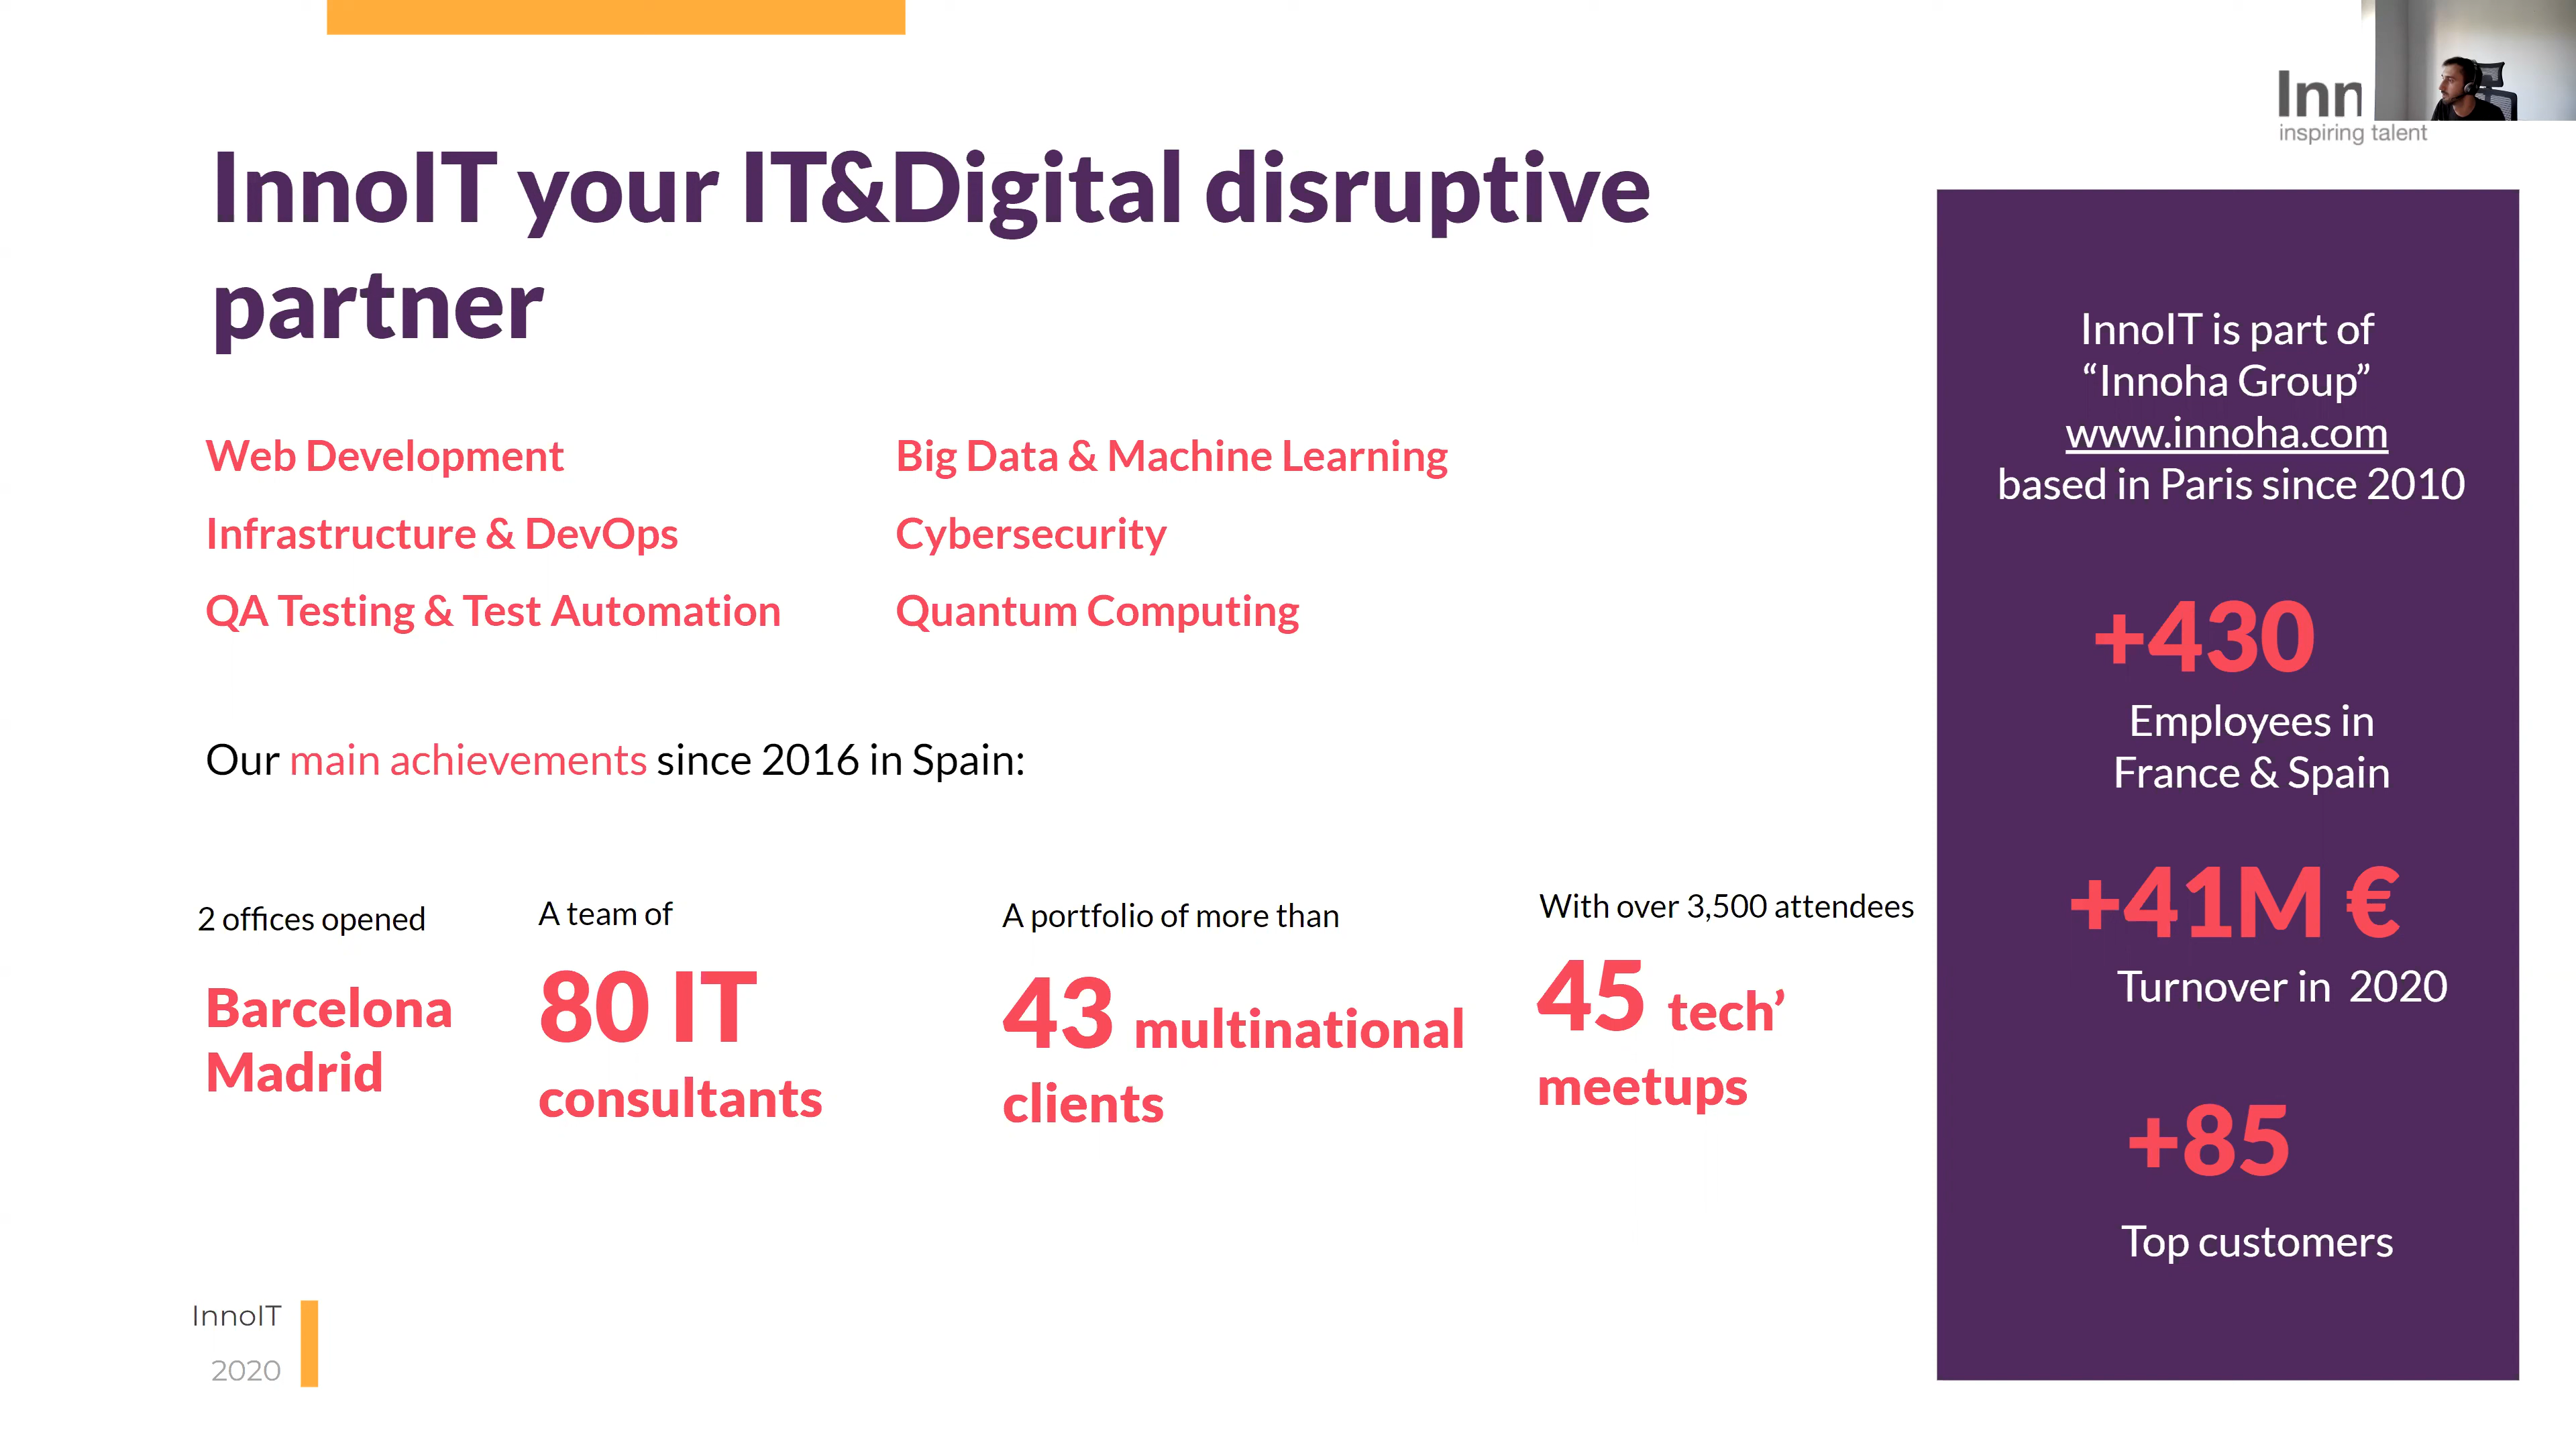 Inn
inspiring talent
InnoIT your IT&Digital disruptive
partner
Web Development
Infrastructure & DevOps
QA Testing & Test Automation
Big Data & Machine Learning
Cybersecurity
Quantum Computing
Our main achievements since 2016 in Spain:
2 offices opened
Barcelona
Madrid
A team of
80 IT
consultants
A portfolio of more than
43 multinational
clients
With over 3,500 attendees
45 tech’
meetups
InnoIT is part of
“Innoha Group”
www.innoha.com
based in Paris since 2010
+430
Employees in
France & Spain
+41M €
Turnover in 2020
+85
Top customers
InnoIT
2020